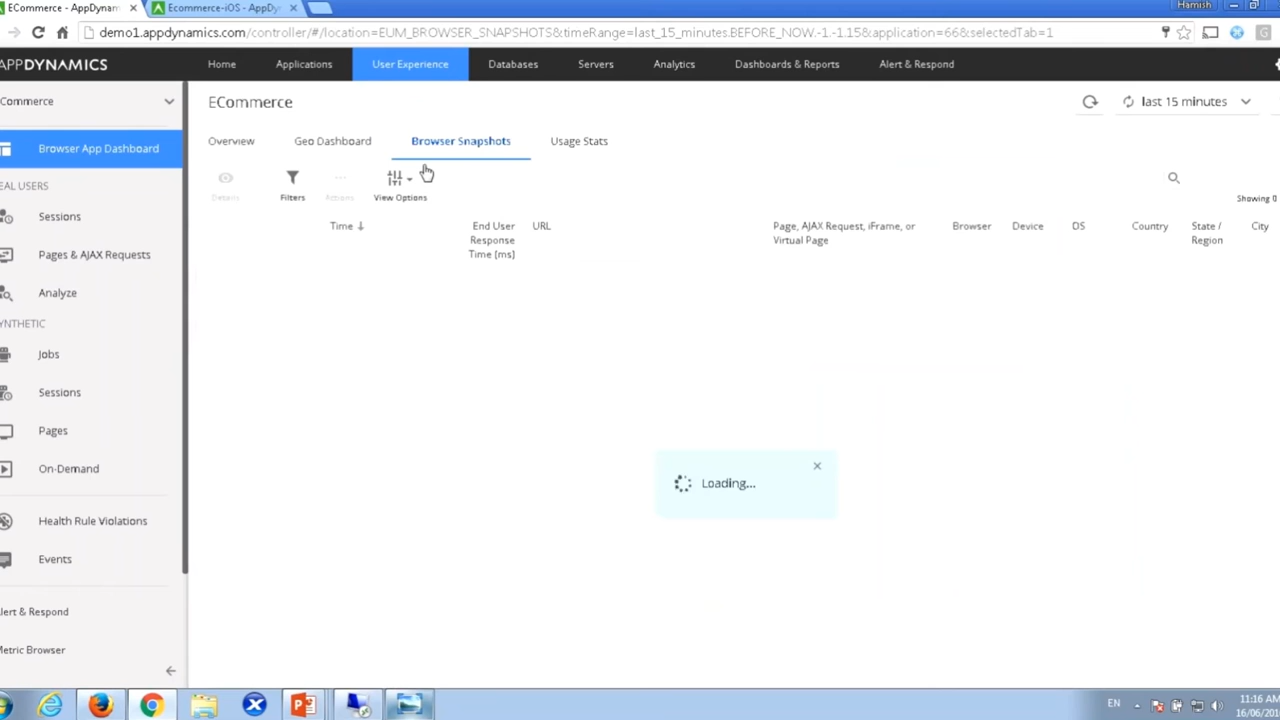 ECommerce - AppDynam
Ecommerce-iOS - AppDy
Hamish
demo1.appdynamics.com/controller/#/location=EUM_BROWSER_SNAPSHOTS&timeRange=last_15_minutes.BEFORE_NOW.-1.-1.15&application=66&selectedTab=1
APPDYNAMICS
Home
Applications
User Experience
Databases
Servers
Analytics
Dashboards & Reports
Alert & Respond
Commerce
ECommerce
last 15 minutes
Browser App Dashboard
Overview
Geo Dashboard
Browser Snapshots
Usage Stats
EAL USERS
Details
Filters
Actions
View Options
Showing 0
Sessions
Time
End User
Response
Time [ms]
URL
Page, AJAX Request, iFrame, or
Virtual Page
Browser
Device
OS
Country
State /
Region
City
Pages & AJAX Requests
Analyze
YNTHETIC
Jobs
Sessions
Pages
On-Demand
Loading...
Health Rule Violations
Events
lert & Respond
Metric Browser
EN
11:16 AM
16/06/201